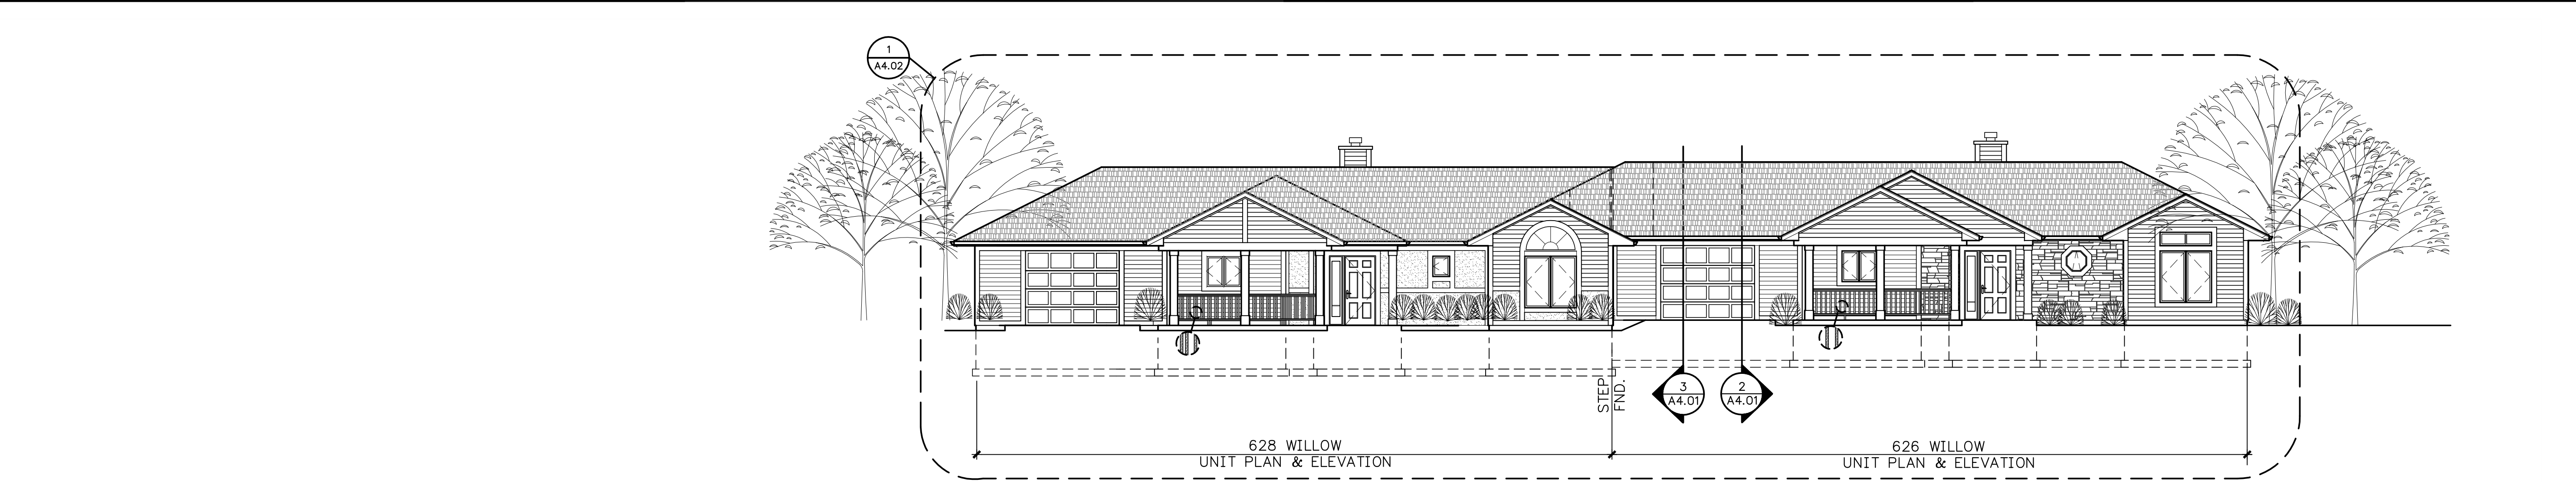 1
A4.02
STEP
FND.
3
A4.01
2
A4.01
628 WILLOW
UNIT PLAN & ELEVATION
626 WILLOW
UNIT PLAN & ELEVATION